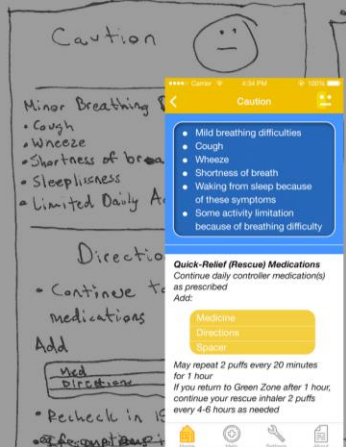 Caution
Minor Breathing
• Cough
• Wheeze
• Shortness of brea
• Sleeplissness
• Limited Daily A
Directio
• Continue to
medications
Add
Med
Directions
• Recheck in 15
Carrier 4:34 PM 100%
Caution
• Mild breathing difficulties
• Cough
• Wheeze
• Shortness of breath
• Waking from sleep because
of these symptoms
• Some activity limitation
because of breathing difficulty
Quick-Relief (Rescue) Medications
Continue daily controller medication(s)
as prescribed
Add:
Medicine
Directions
Spacer
May repeat 2 puffs every 20 minutes
for 1 hour
If you return to Green Zone after 1 hour,
continue your rescue inhaler 2 puffs
every 4-6 hours as needed